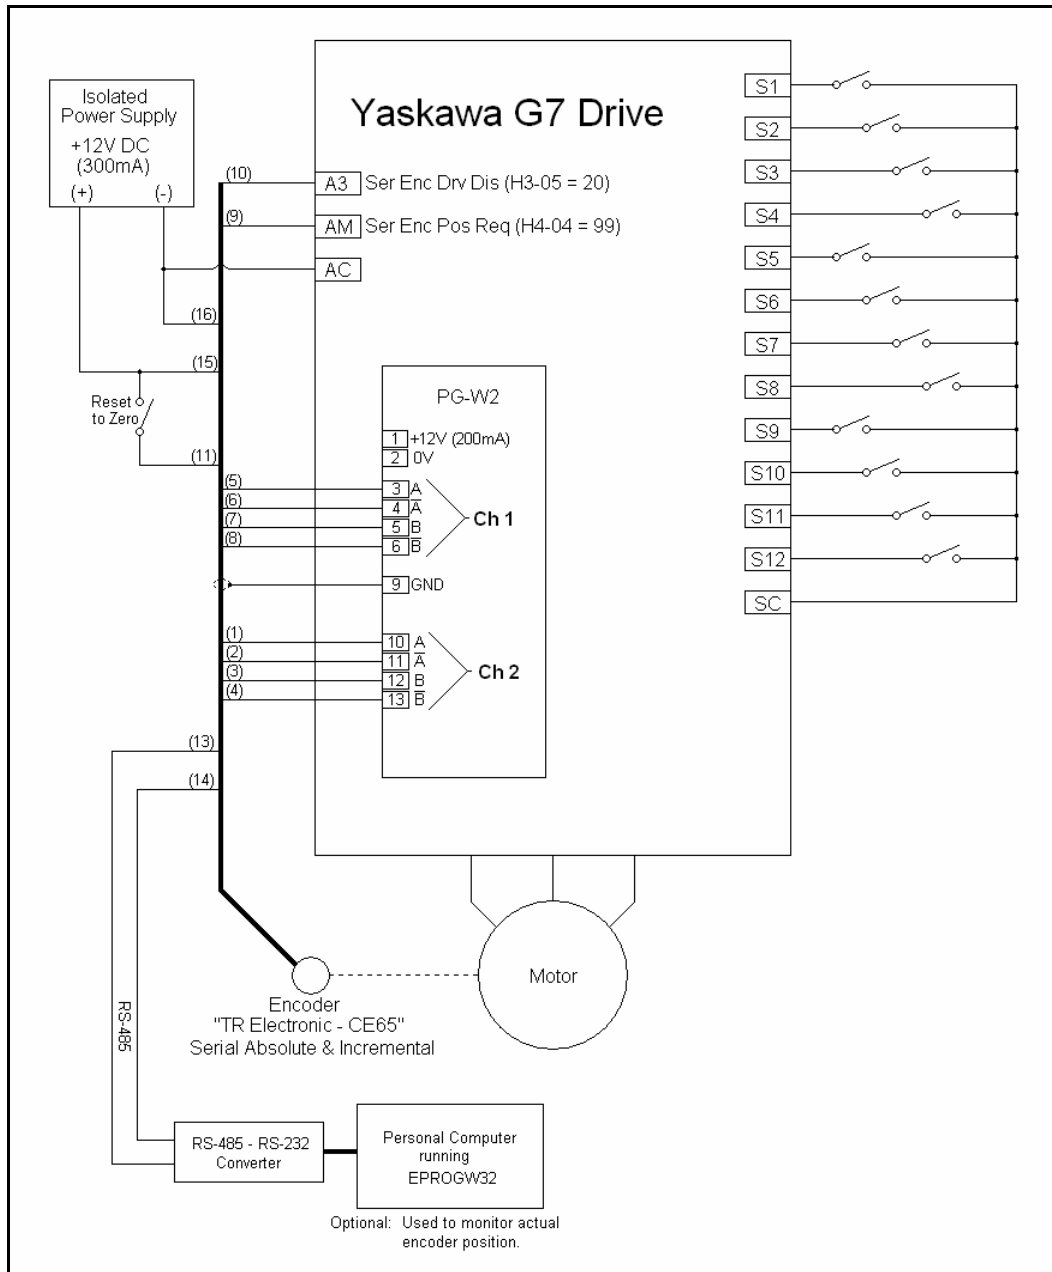 Isolated
Power Supply
+12V DC
(300mA)
(+) (-)
Yaskawa G7 Drive
(10) A3 Ser Enc Drv Dis (H3-05 = 20)
(9) AM Ser Enc Pos Req (H4-04 = 99)
AC
(16)
(15)
Reset
to Zero
(11)
PG-W2
1 +12V (200mA)
2 0V
(5) 3 A
(6) 4 A̅
(7) 5 B
(8) 6 B̅
Ch 1
9 GND
(1) 10 A
(2) 11 A̅
(3) 12 B
(4) 13 B̅
Ch 2
(13)
(14)
S1
S2
S3
S4
S5
S6
S7
S8
S9
S10
S11
S12
SC
Motor
Encoder
"TR Electronic - CE65"
Serial Absolute & Incremental
RS-485
RS-485 - RS-232
Converter
Personal Computer
running
EPROGW32
Optional: Used to monitor actual
encoder position.